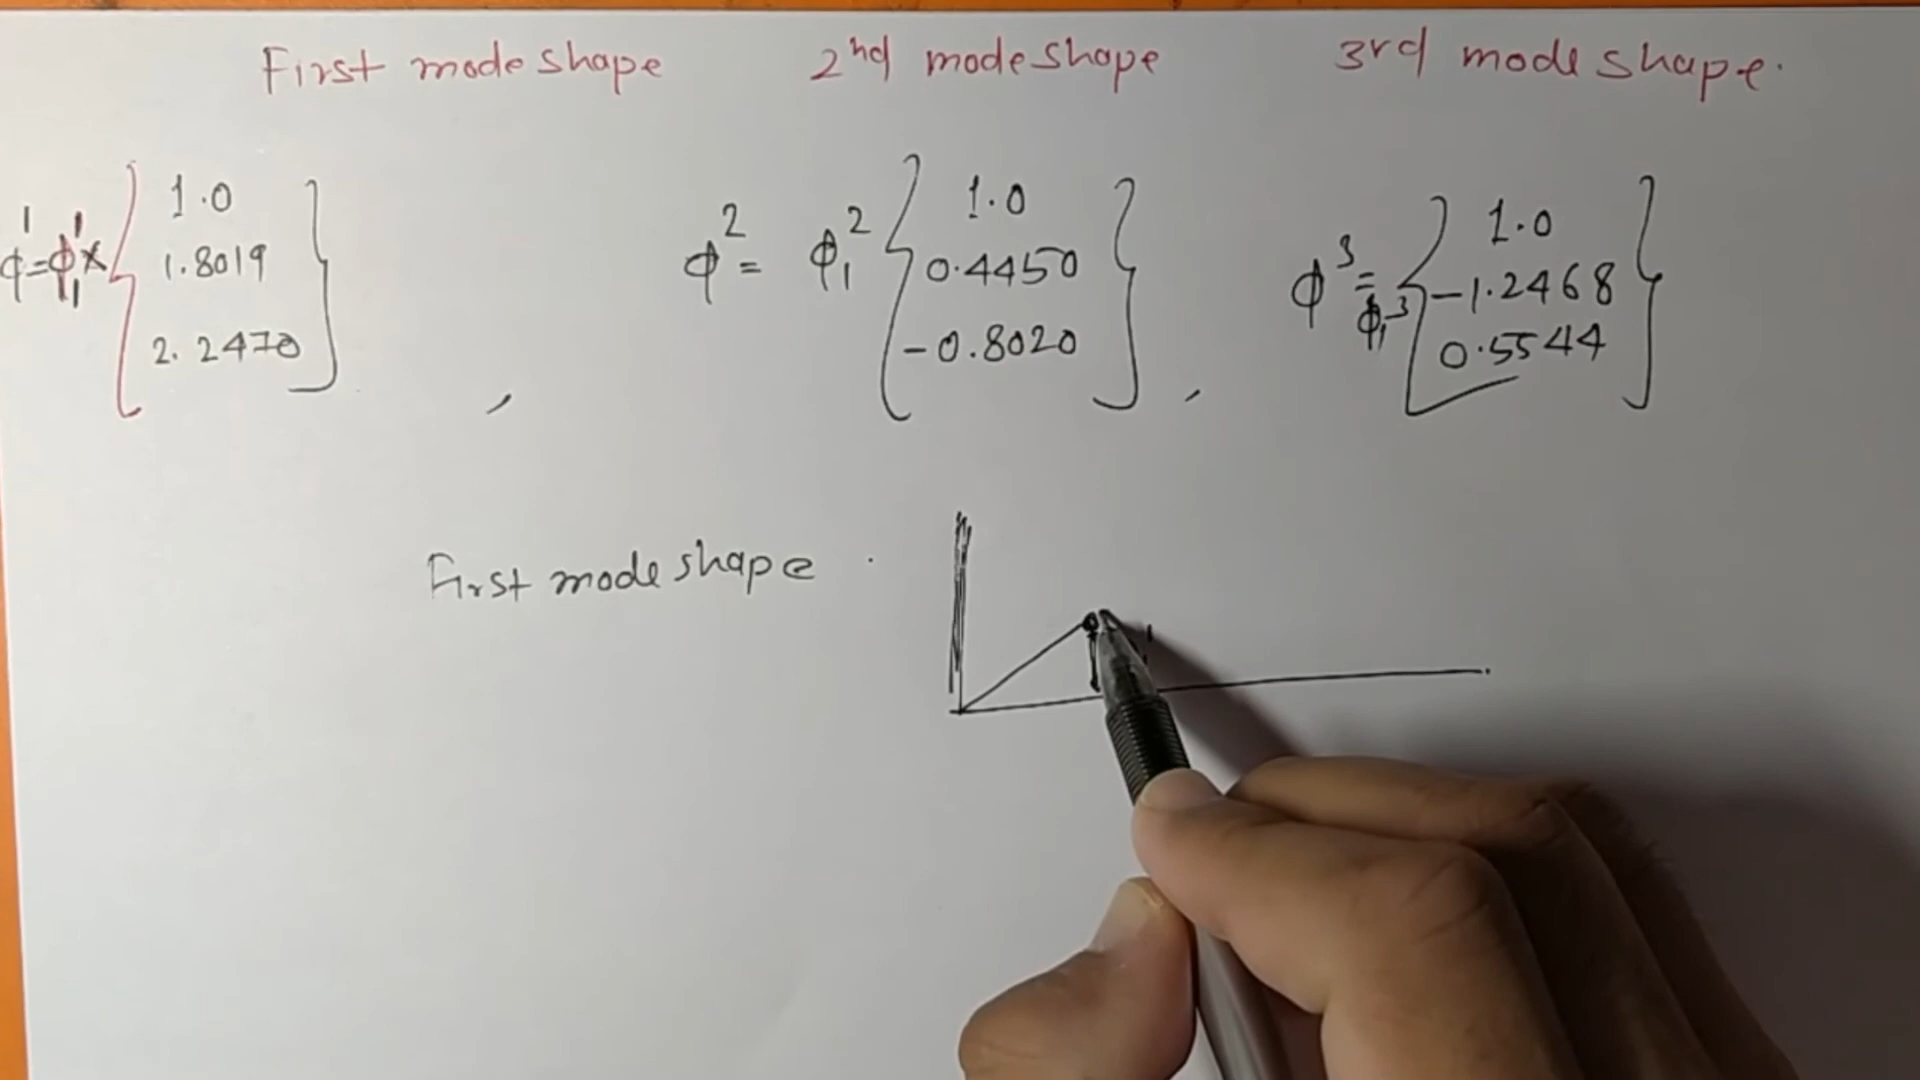 First mode shape 2nd mode shape 3rd mode shape.
ϕ¹ = ϕ₁¹ × { 1.0 1.8019 2.2470 } ,
ϕ² = ϕ₁² { 1.0 0.4450 -0.8020 } ,
ϕ³ = ϕ₁³ { 1.0 -1.2468 0.5544 }
First mode shape .
1